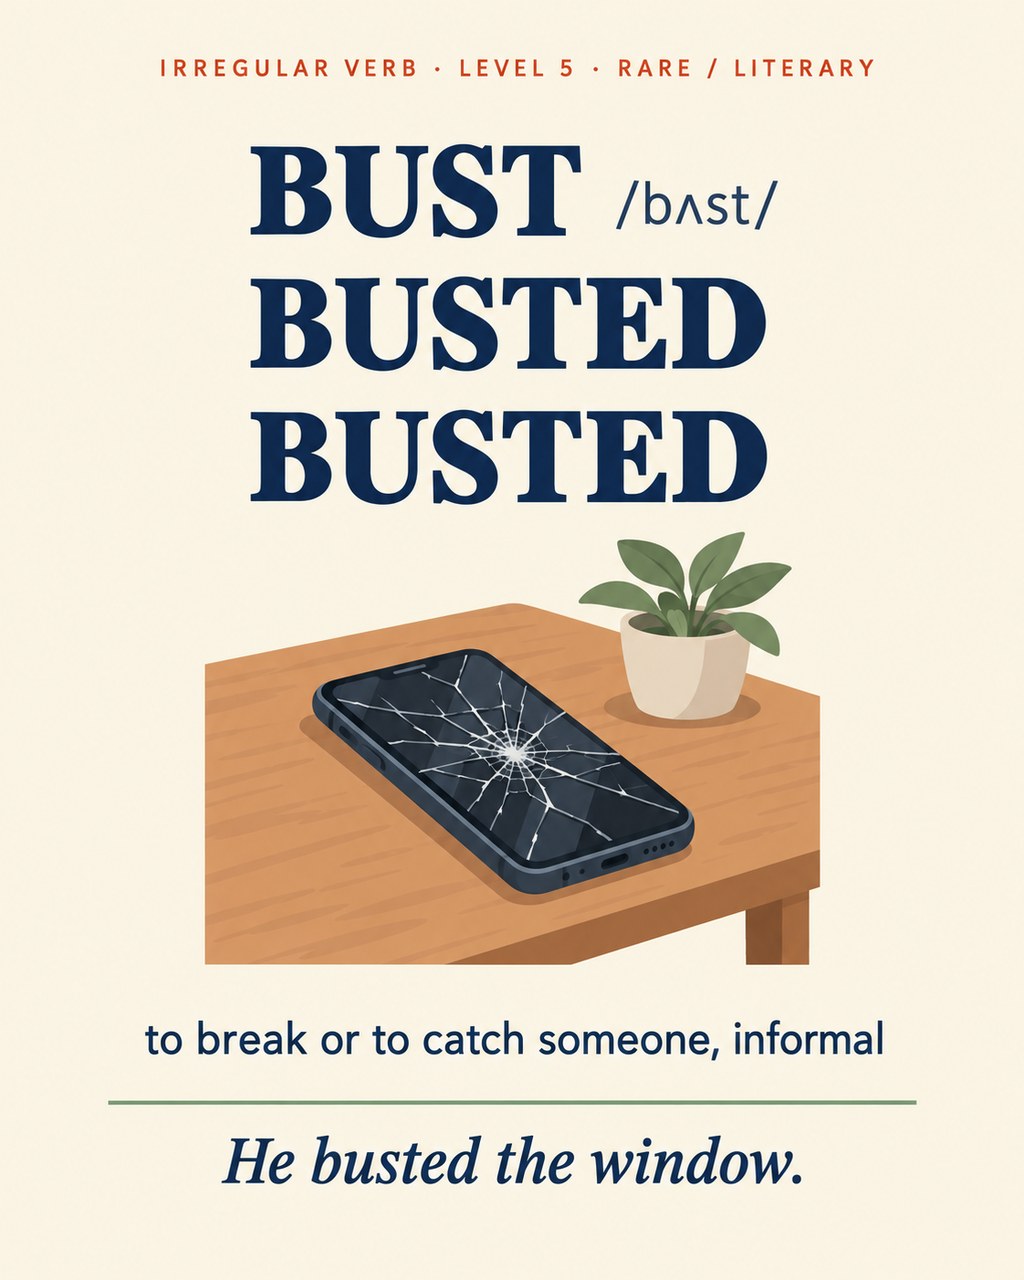 IRREGULAR VERB · LEVEL 5 · RARE / LITERARY
BUST /bʌst/
BUSTED
BUSTED
to break or to catch someone, informal
He busted the window.